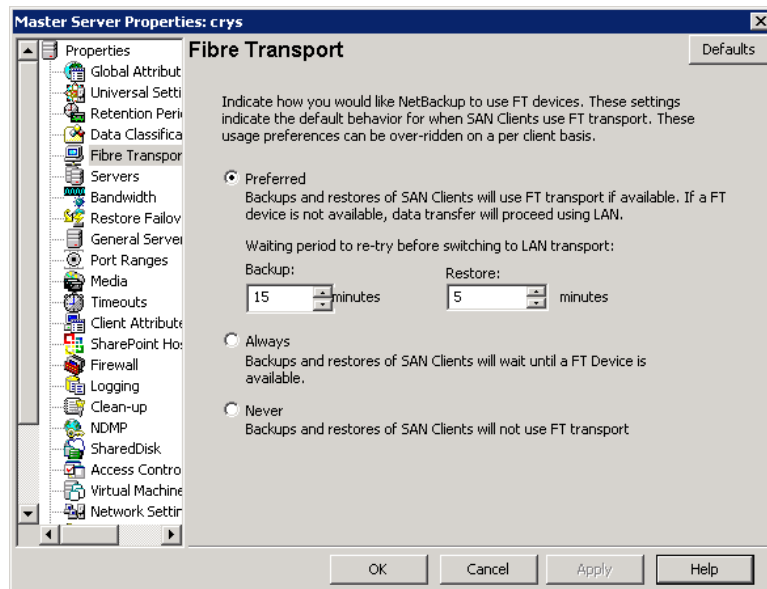 Master Server Properties: crys
Properties
Global Attribut
Universal Setti
Retention Peri
Data Classifica
Fibre Transpor
Servers
Bandwidth
Restore Failov
General Server
Port Ranges
Media
Timeouts
Client Attribute
SharePoint Hos
Firewall
Logging
Clean-up
NDMP
SharedDisk
Access Contro
Virtual Machine
Network Settin
Fibre Transport
Defaults
Indicate how you would like NetBackup to use FT devices. These settings
indicate the default behavior for when SAN Clients use FT transport. These
usage preferences can be over-ridden on a per client basis.
Preferred
Backups and restores of SAN Clients will use FT transport if available. If a FT
device is not available, data transfer will proceed using LAN.
Waiting period to re-try before switching to LAN transport:
Backup: Restore:
15 minutes 5 minutes
Always
Backups and restores of SAN Clients will wait until a FT Device is
available.
Never
Backups and restores of SAN Clients will not use FT transport
OK Cancel Apply Help